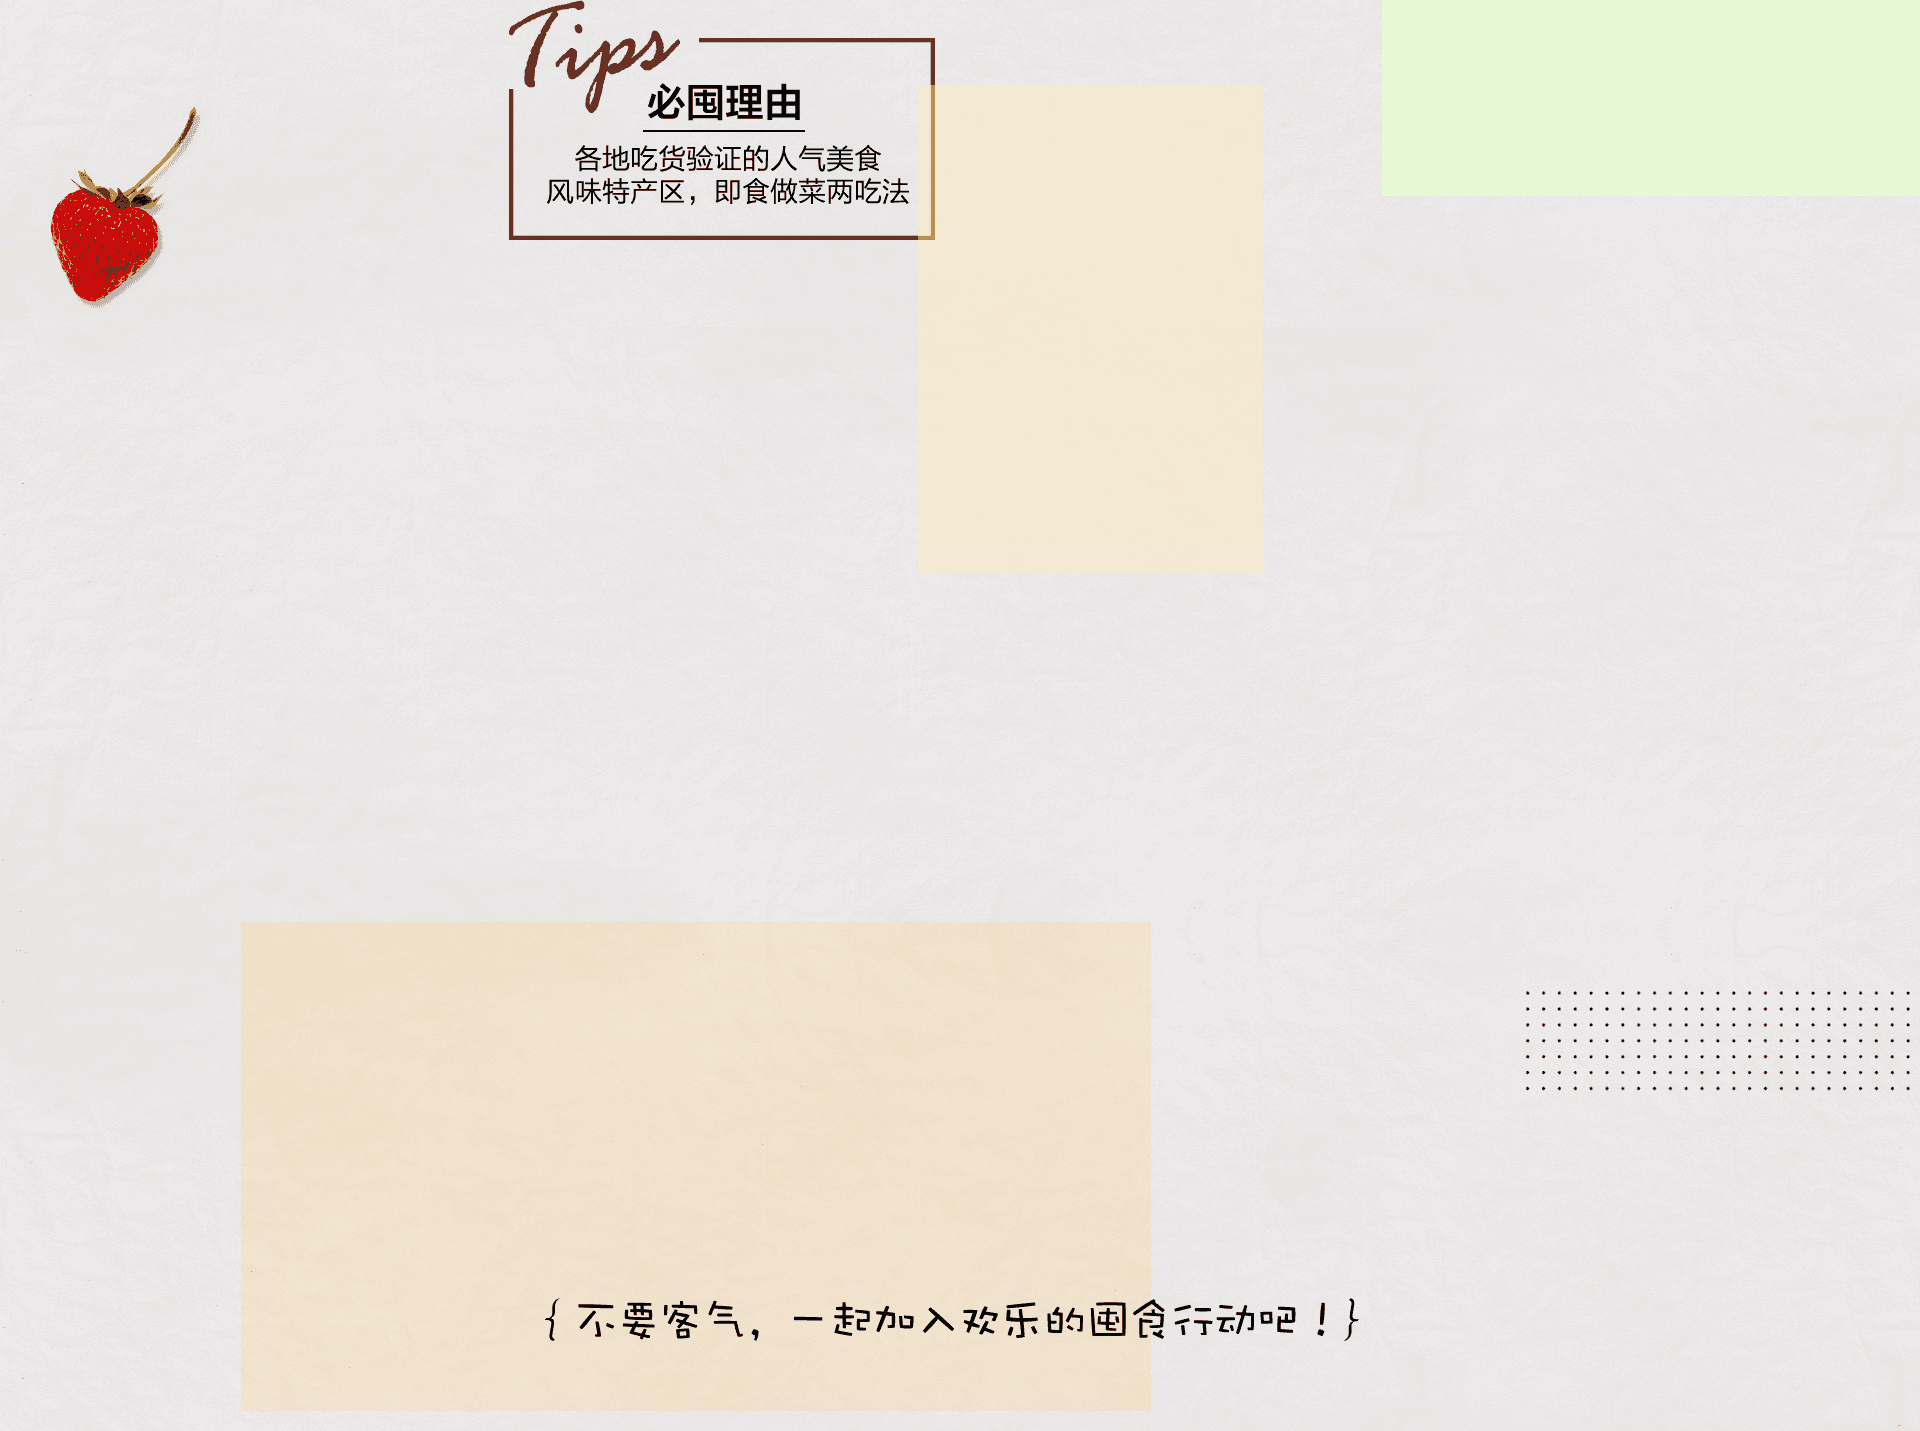 Tips
必囤理由
各地吃货验证的人气美食
风味特产区，即食做菜两吃法
{ 不要客气，一起加入欢乐的囤食行动吧！}